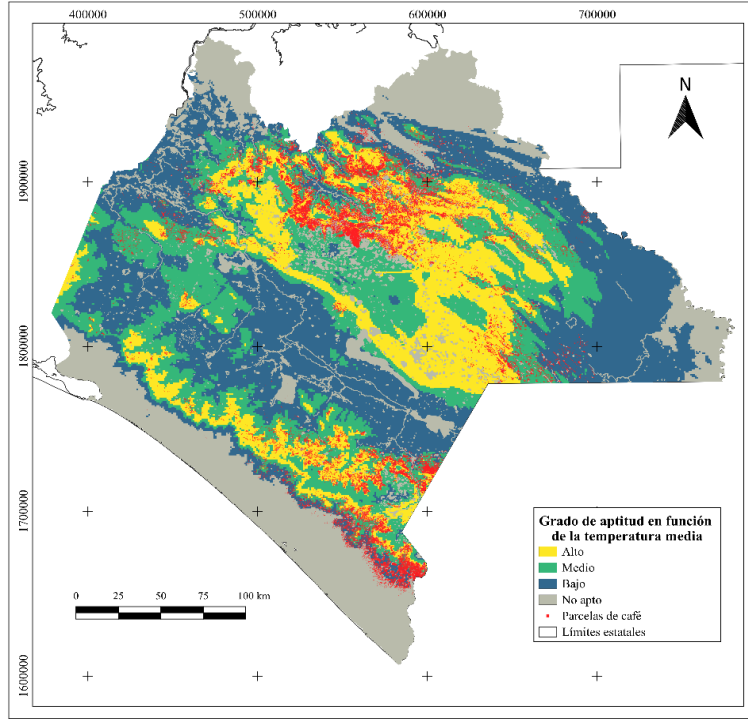 400000 500000 600000 700000
N
1900000
1800000
1700000
1600000
Grado de aptitud en función
de la temperatura media
Alto
Medio
Bajo
No apto
Parcelas de café
Límites estatales
0 25 50 75 100 km